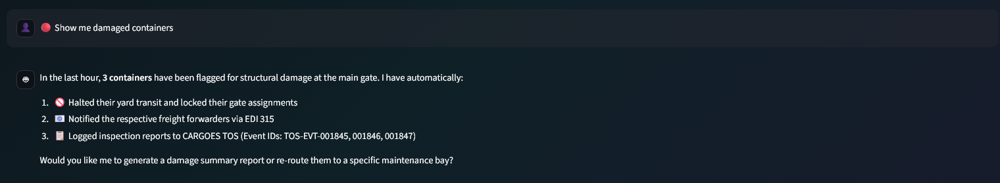 Show me damaged containers
In the last hour, 3 containers have been flagged for structural damage at the main gate. I have automatically:
1. Halted their yard transit and locked their gate assignments
2. Notified the respective freight forwarders via EDI 315
3. Logged inspection reports to CARGOES TOS (Event IDs: TOS-EVT-001845, 001846, 001847)
Would you like me to generate a damage summary report or re-route them to a specific maintenance bay?